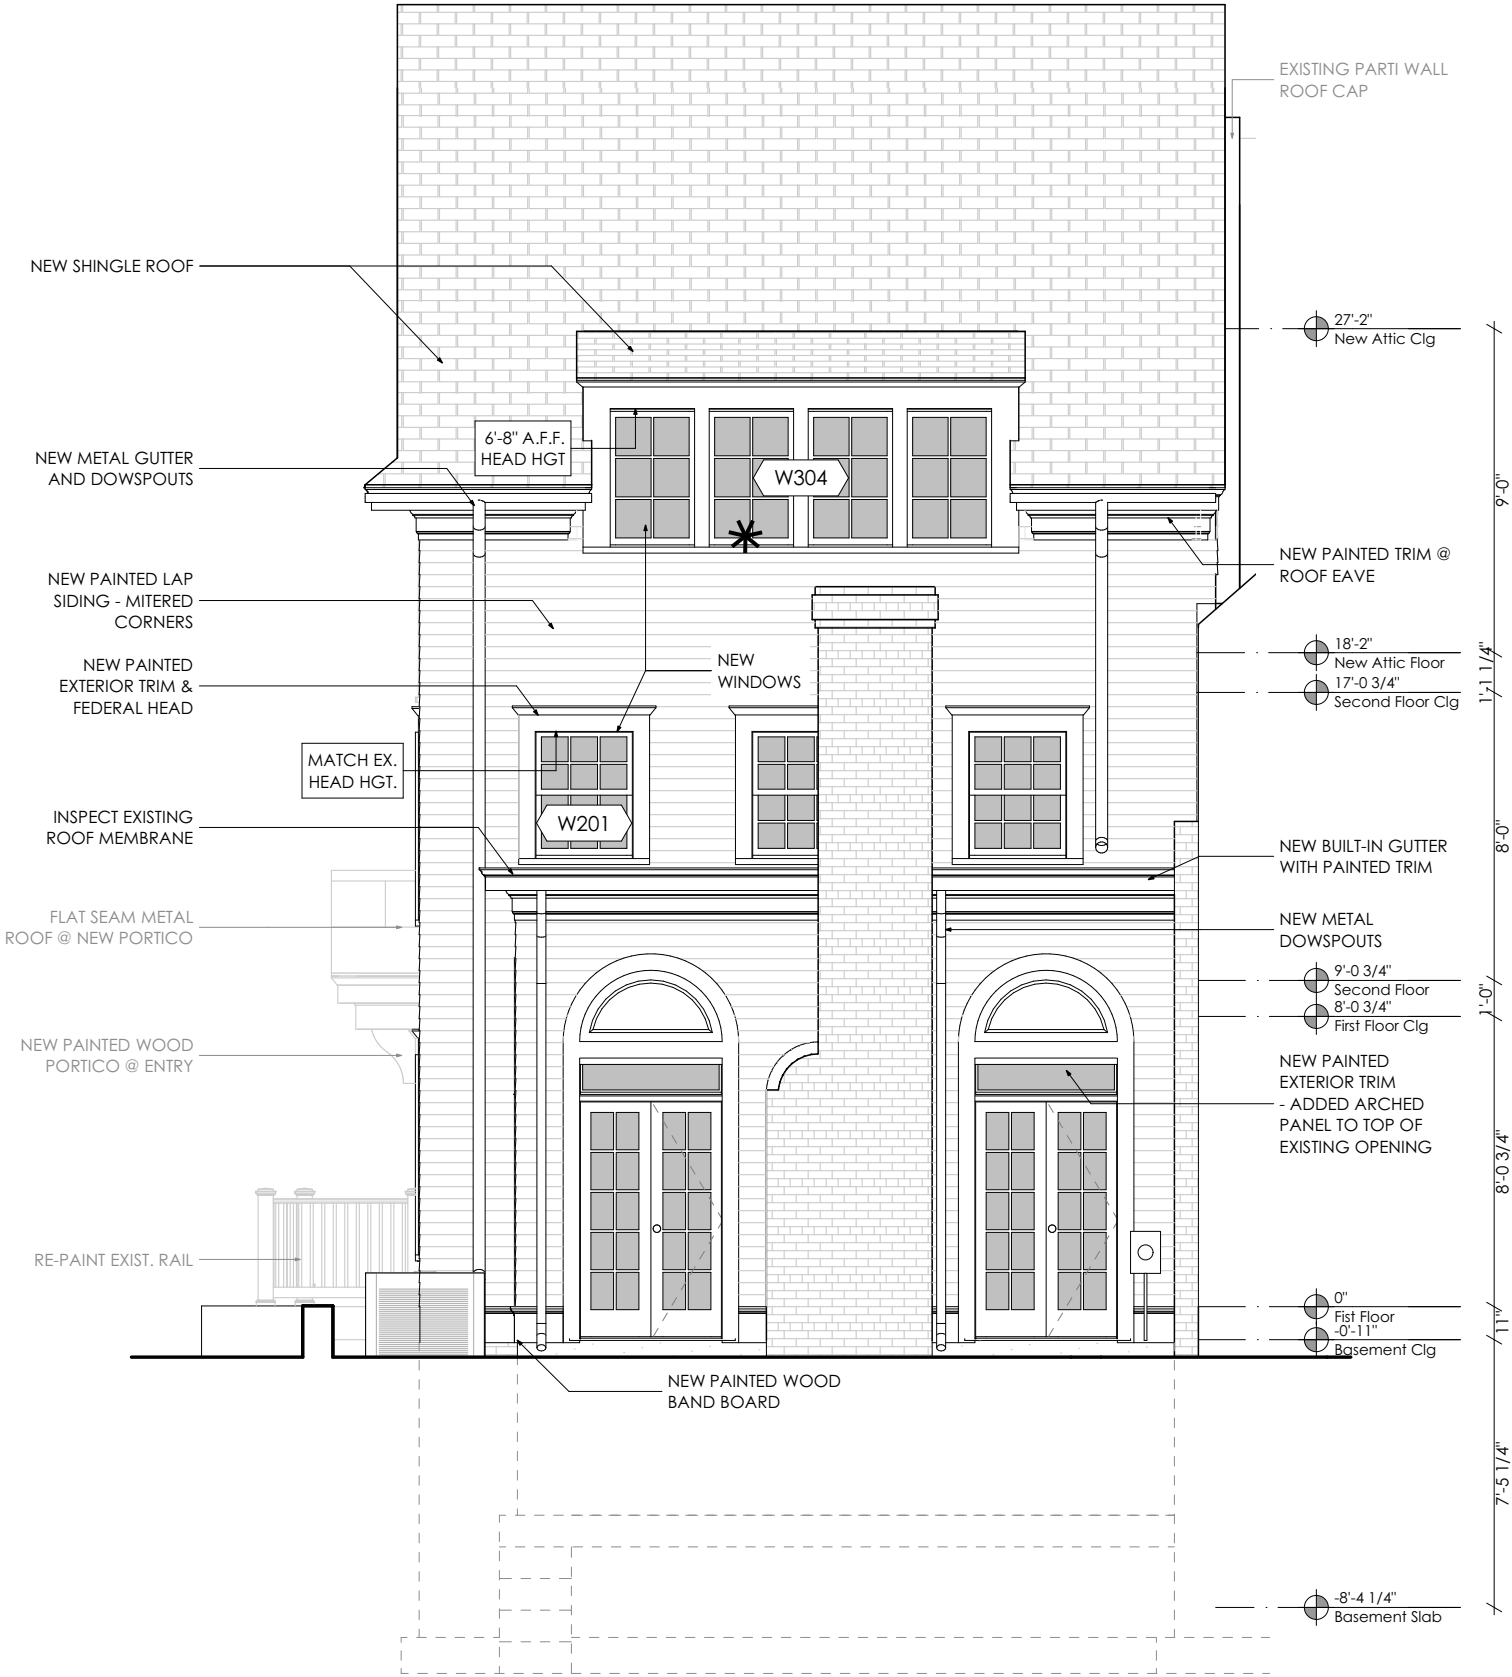 EXISTING PARTI WALL
ROOF CAP
NEW SHINGLE ROOF
27'-2"
New Attic Clg
6'-8" A.F.F.
HEAD HGT
W304
NEW METAL GUTTER
AND DOWSPOUTS
9'-0"
NEW PAINTED TRIM @
ROOF EAVE
NEW PAINTED LAP
SIDING - MITERED
CORNERS
18'-2"
New Attic Floor
1'-1 1/4"
17'-0 3/4"
Second Floor Clg
NEW PAINTED
EXTERIOR TRIM &
FEDERAL HEAD
NEW
WINDOWS
MATCH EX.
HEAD HGT.
W201
INSPECT EXISTING
ROOF MEMBRANE
8'-0"
NEW BUILT-IN GUTTER
WITH PAINTED TRIM
FLAT SEAM METAL
ROOF @ NEW PORTICO
NEW METAL
DOWSPOUTS
9'-0 3/4"
Second Floor
1'-0"
8'-0 3/4"
First Floor Clg
NEW PAINTED WOOD
PORTICO @ ENTRY
NEW PAINTED
EXTERIOR TRIM
- ADDED ARCHED
PANEL TO TOP OF
EXISTING OPENING
8'-0 3/4"
RE-PAINT EXIST. RAIL
0"
Fist Floor
11"
-0'-11"
Basement Clg
NEW PAINTED WOOD
BAND BOARD
7'-5 1/4"
-8'-4 1/4"
Basement Slab